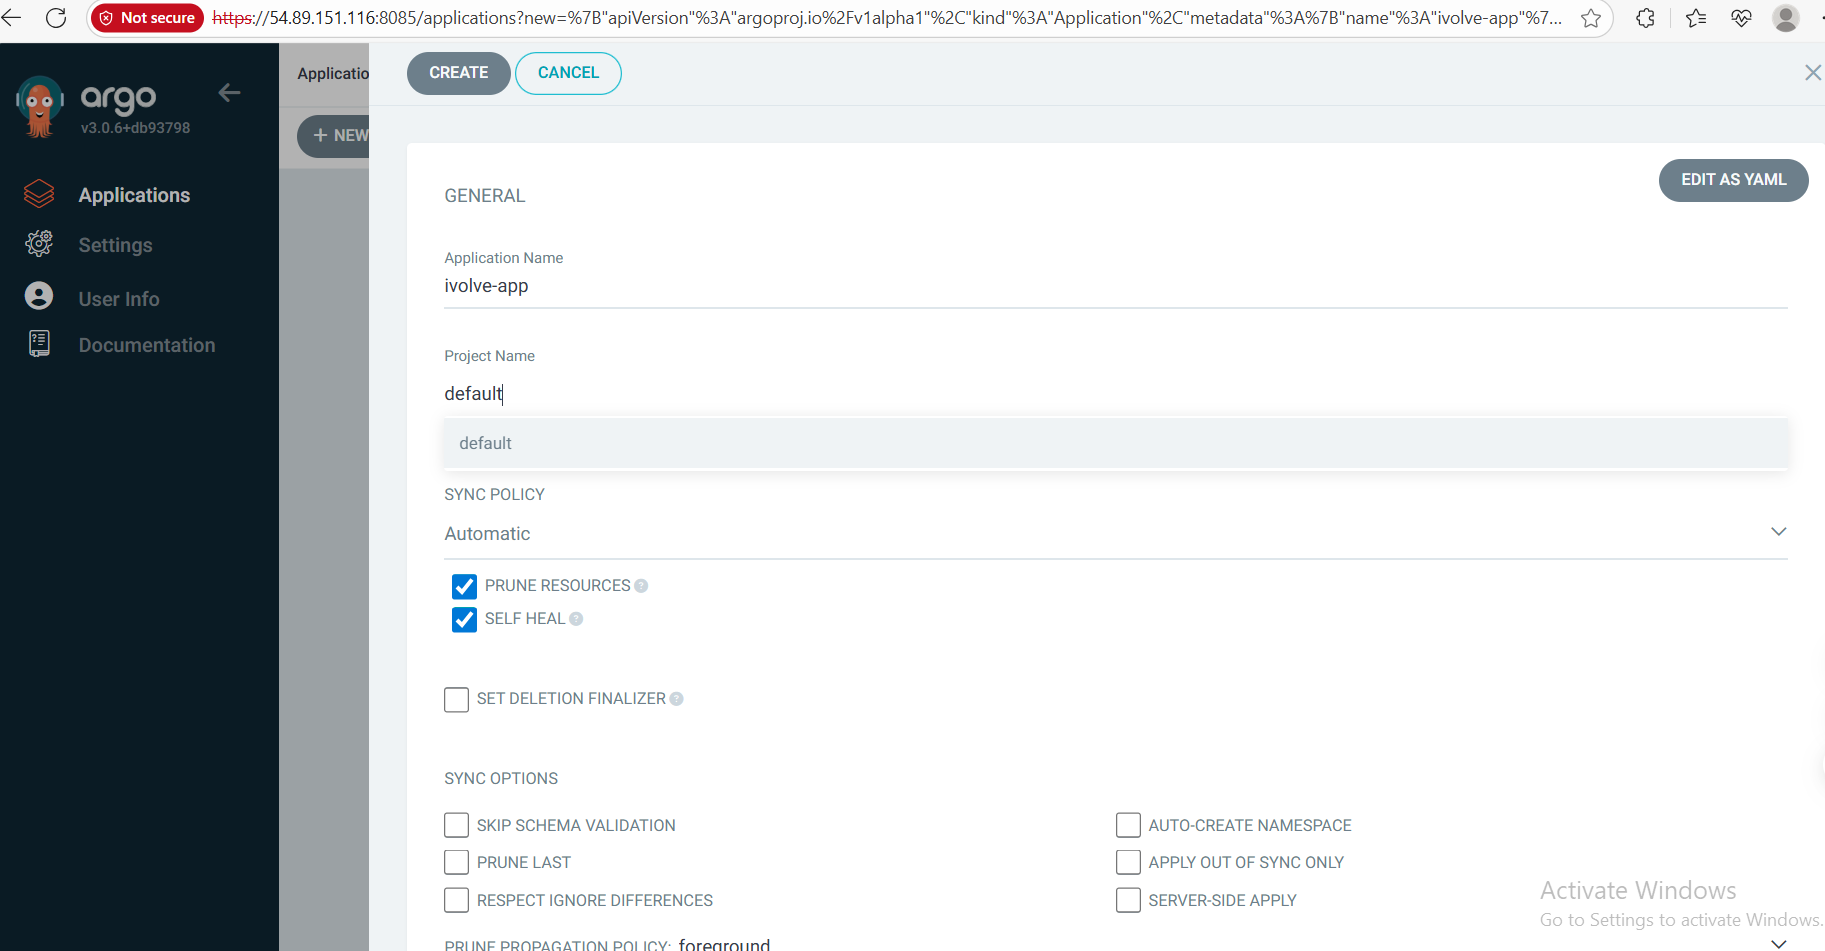 Not secure https://54.89.151.116:8085/applications?new=%7B"apiVersion"%3A"argoproj.io%2Fv1alpha1"%2C"kind"%3A"Application"%2C"metadata"%3A%7B"name"%3A"ivolve-app"%7...
argo
v3.0.6+db93798
Applications
Settings
User Info
Documentation
Applicatio
+ NEW
CREATE
CANCEL
EDIT AS YAML
GENERAL
Application Name
ivolve-app
Project Name
default
default
SYNC POLICY
Automatic
PRUNE RESOURCES ?
SELF HEAL ?
SET DELETION FINALIZER ?
SYNC OPTIONS
SKIP SCHEMA VALIDATION
AUTO-CREATE NAMESPACE
PRUNE LAST
APPLY OUT OF SYNC ONLY
RESPECT IGNORE DIFFERENCES
SERVER-SIDE APPLY
PRUNE PROPAGATION POLICY: foreground
Activate Windows
Go to Settings to activate Windows.